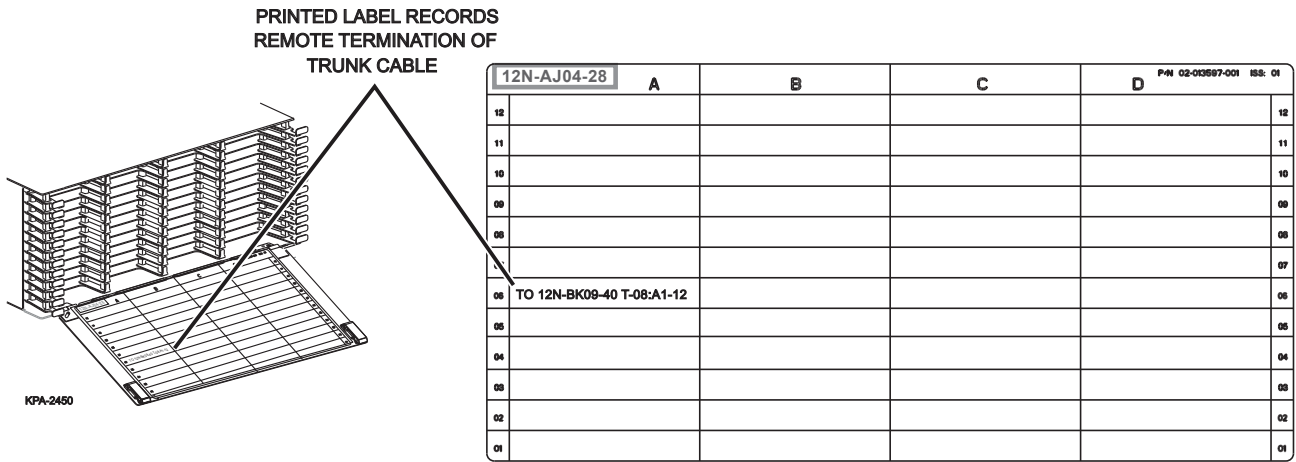 PRINTED LABEL RECORDS
REMOTE TERMINATION OF
TRUNK CABLE
12N-AJ04-28 A B C D P/N 02-013597-001 ISS: 01
12 12
11 11
10 10
09 09
08 08
07
06 TO 12N-BK09-40 T-08:A1-12 06
05 05
04 04
03 03
02 02
01 01
A B C
KPA-2450